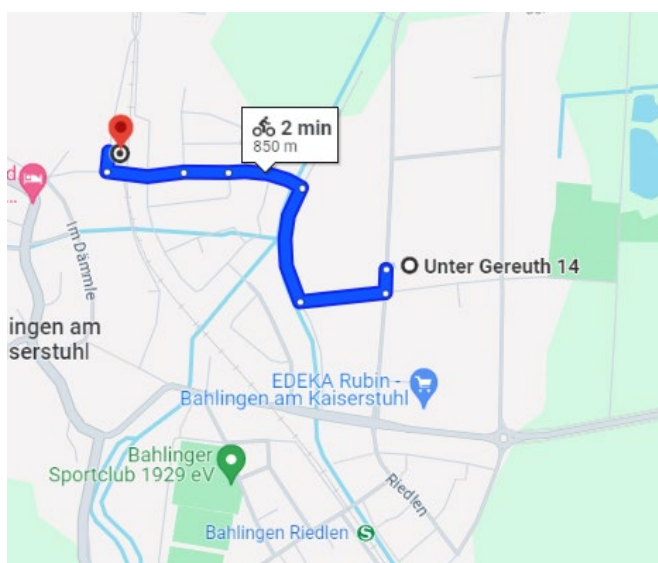 2 min
850 m
Im Dämmle
Unter Gereuth 14
ingen am
serstuhl
EDEKA Rubin -
Bahlingen am Kaiserstuhl
Bahlinger
Sportclub 1929 eV
Riedlen
Bahlingen Riedlen S